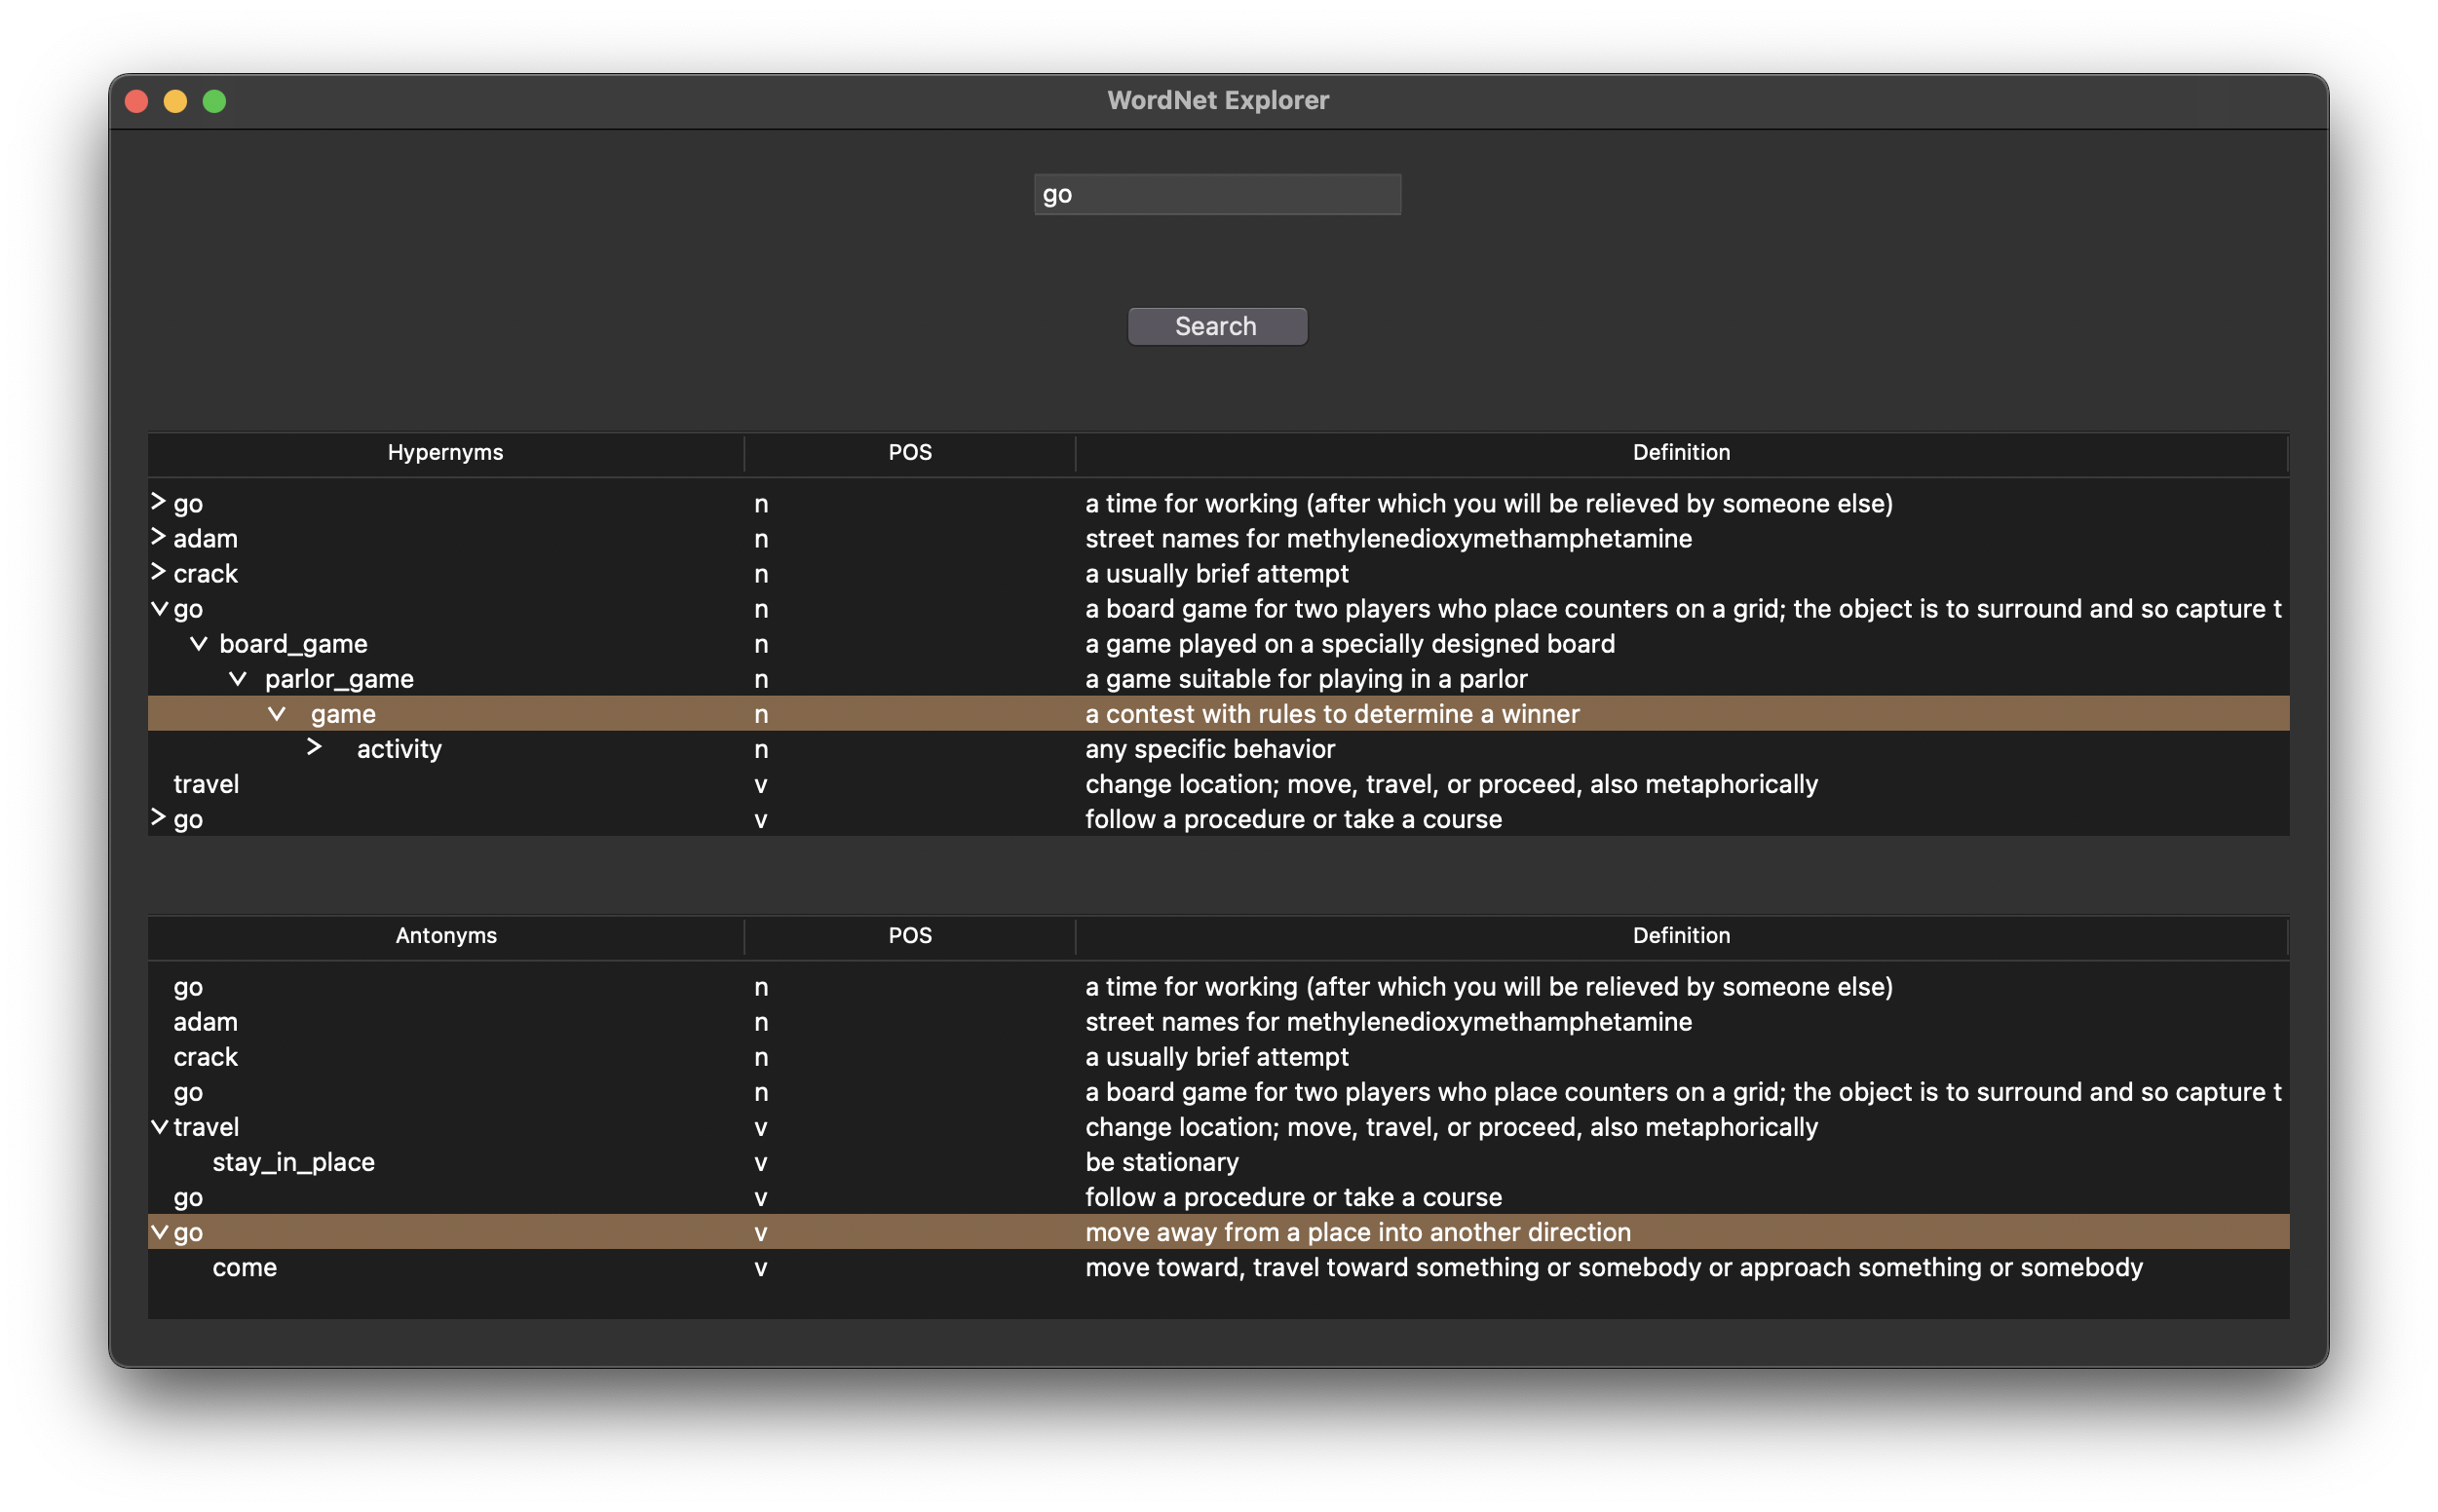 WordNet Explorer
go
Search
Hypernyms POS Definition
go n a time for working (after which you will be relieved by someone else)
adam n street names for methylenedioxymethamphetamine
crack n a usually brief attempt
go n a board game for two players who place counters on a grid; the object is to surround and so capture t
board_game n a game played on a specially designed board
parlor_game n a game suitable for playing in a parlor
game n a contest with rules to determine a winner
activity n any specific behavior
travel v change location; move, travel, or proceed, also metaphorically
go v follow a procedure or take a course
Antonyms POS Definition
go n a time for working (after which you will be relieved by someone else)
adam n street names for methylenedioxymethamphetamine
crack n a usually brief attempt
go n a board game for two players who place counters on a grid; the object is to surround and so capture t
travel v change location; move, travel, or proceed, also metaphorically
stay_in_place v be stationary
go v follow a procedure or take a course
go v move away from a place into another direction
come v move toward, travel toward something or somebody or approach something or somebody